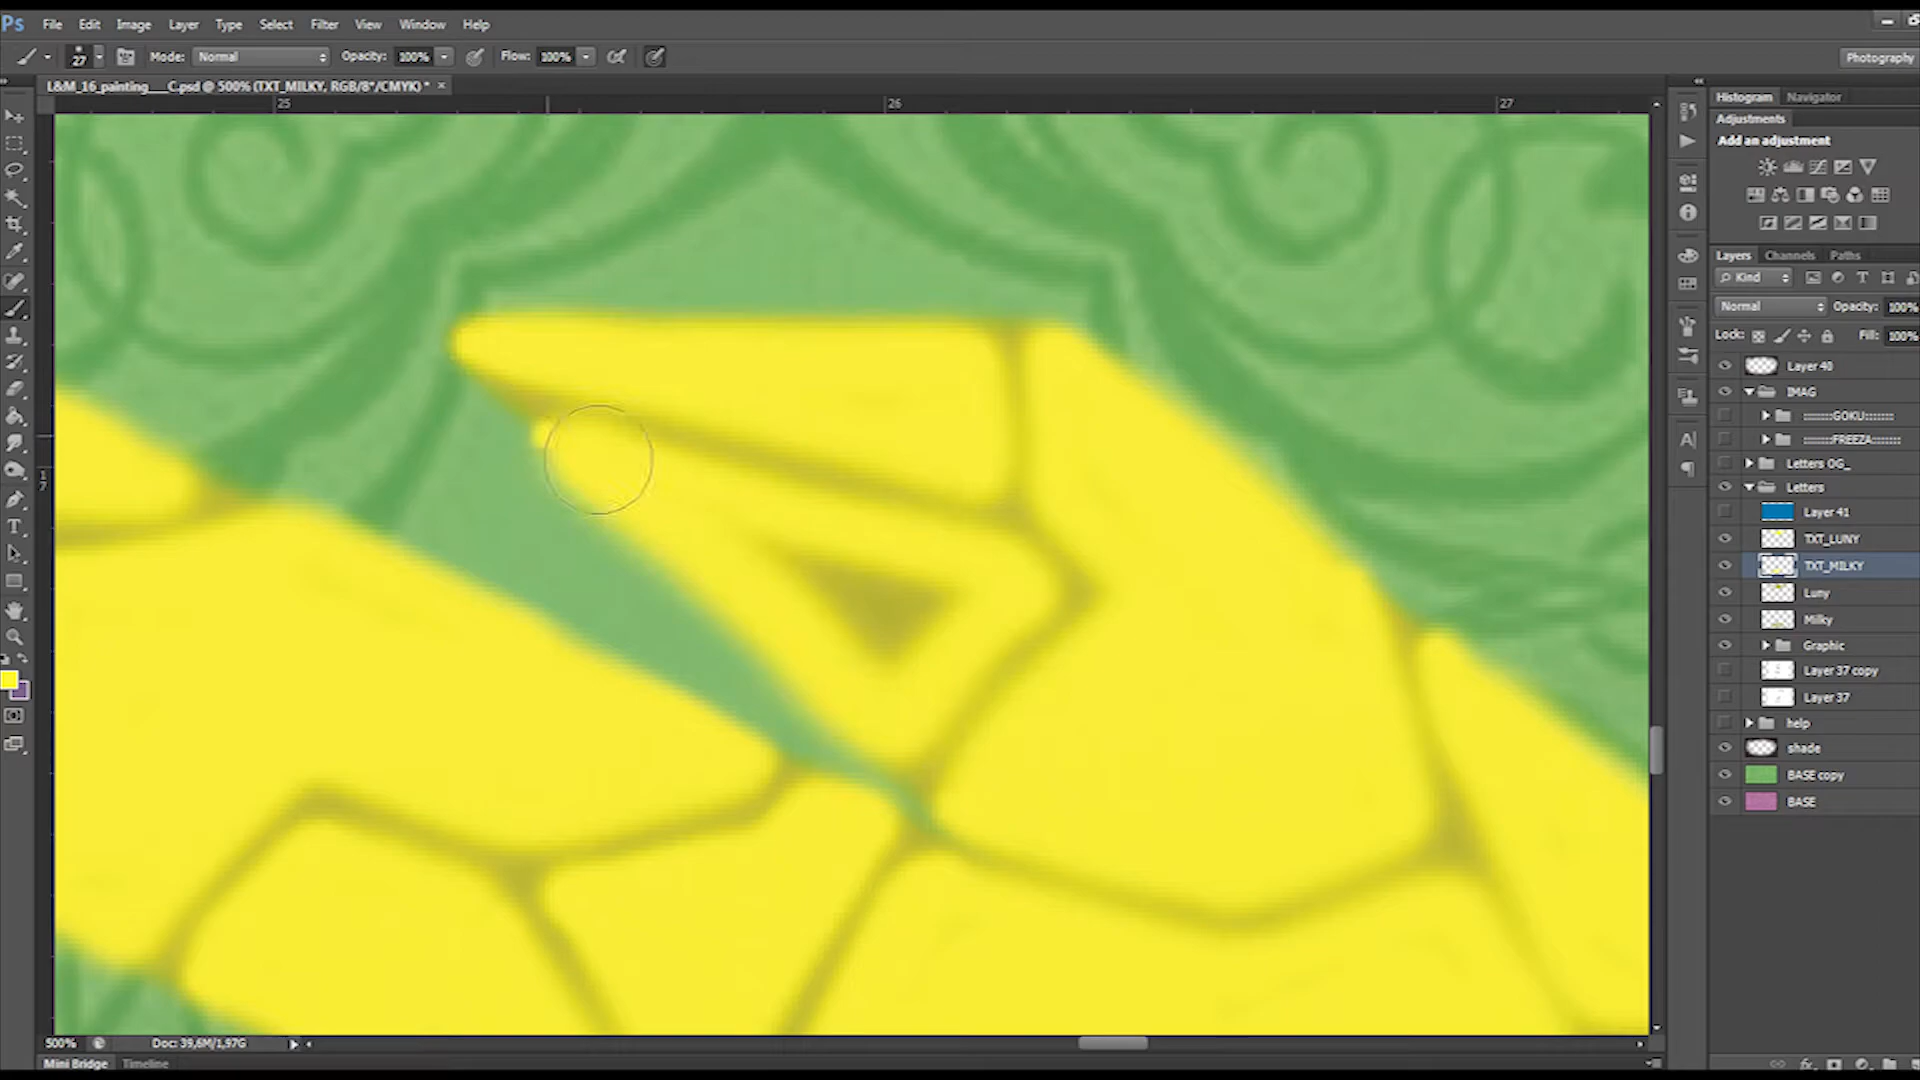 Ps File Edit Image Layer Type Select Filter View Window Help
27 Mode: Normal Opacity: 100% Flow: 100% Photography
L&M_16_painting___C.psd @ 500% (TXT_MILKY, RGB/8*/CMYK) * ×
25 26 27
17
Histogram Navigator
Adjustments
Add an adjustment
Layers Channels Paths
Kind
Normal Opacity: 100%
Lock: Fill: 100%
Layer 40
IMAG
:::::::::GOKU:::::::
:::::::::FREEZA:::::::::
Letters OG_
Letters
Layer 41
TXT_LUNY
TXT_MILKY
Luny
Milky
Graphic
Layer 37 copy
Layer 37
help
shade
BASE copy
BASE
500% Doc: 39,6M/1,97G
Mini Bridge Timeline